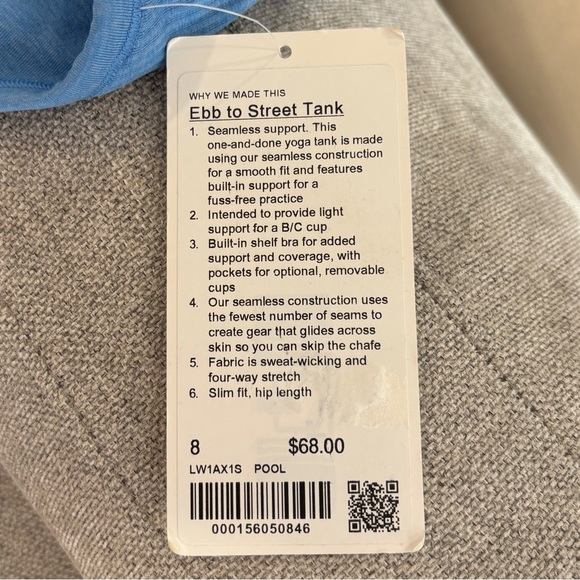 WHY WE MADE THIS
Ebb to Street Tank
1. Seamless support. This
one-and-done yoga tank is made
using our seamless construction
for a smooth fit and features
built-in support for a
fuss-free practice
2. Intended to provide light
support for a B/C cup
3. Built-in shelf bra for added
support and coverage, with
pockets for optional, removable
cups
4. Our seamless construction uses
the fewest number of seams to
create gear that glides across
skin so you can skip the chafe
5. Fabric is sweat-wicking and
four-way stretch
6. Slim fit, hip length
8 $68.00
LW1AX1S POOL
000156050846